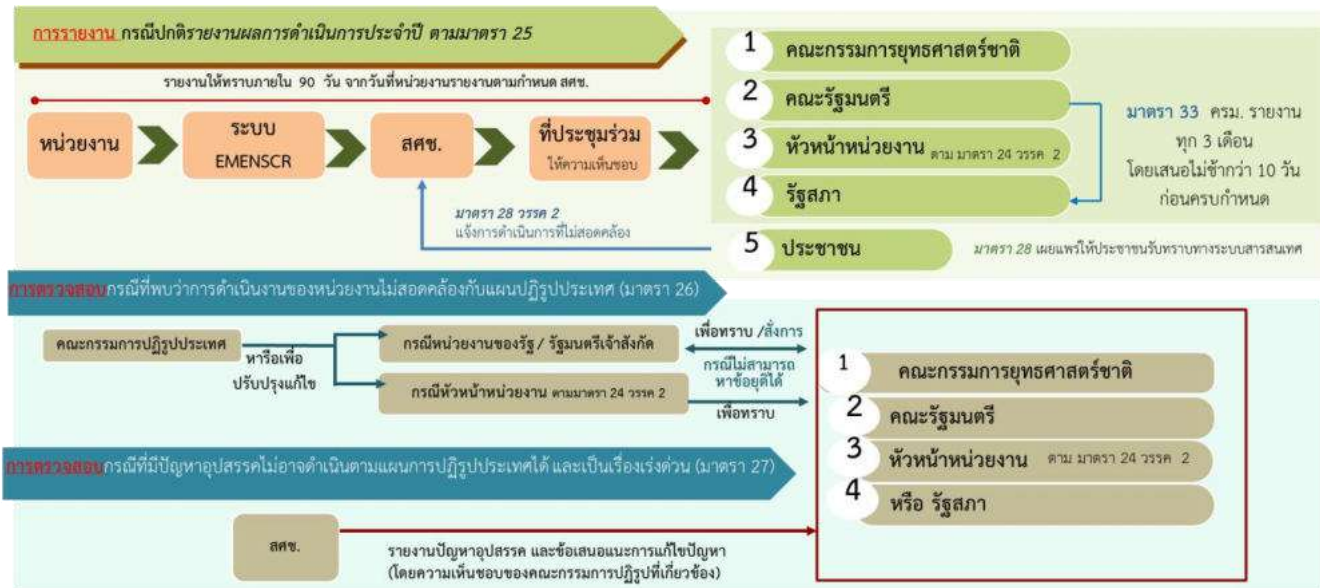 การรายงาน กรณีปกติรายงานผลการดำเนินการประจำปี ตามมาตรา 25
รายงานให้ทราบภายใน 90 วัน จากวันที่หน่วยงานรายงานตามกำหนด สศช.
หน่วยงาน
ระบบ
EMENSCR
สศช.
ที่ประชุมร่วม
ให้ความเห็นชอบ
1 คณะกรรมการยุทธศาสตร์ชาติ
2 คณะรัฐมนตรี
3 หัวหน้าหน่วยงาน ตาม มาตรา 24 วรรค 2
4 รัฐสภา
มาตรา 33 ครม. รายงาน
ทุก 3 เดือน
โดยเสนอไม่ช้ากว่า 10 วัน
ก่อนครบกำหนด
มาตรา 28 วรรค 2
แจ้งการดำเนินการที่ไม่สอดคล้อง
5 ประชาชน
มาตรา 28 เผยแพร่ให้ประชาชนรับทราบทางระบบสารสนเทศ
การตรวจสอบกรณีที่พบว่าการดำเนินงานของหน่วยงานไม่สอดคล้องกับแผนปฏิรูปประเทศ (มาตรา 26)
คณะกรรมการปฏิรูปประเทศ
หารือเพื่อ
ปรับปรุงแก้ไข
กรณีหน่วยงานของรัฐ / รัฐมนตรีเจ้าสังกัด
กรณีหัวหน้าหน่วยงาน ตามมาตรา 24 วรรค 2
เพื่อทราบ /สั่งการ
กรณีไม่สามารถ
หาข้อยุติได้
เพื่อทราบ
1 คณะกรรมการยุทธศาสตร์ชาติ
2 คณะรัฐมนตรี
3 หัวหน้าหน่วยงาน ตาม มาตรา 24 วรรค 2
4 หรือ รัฐสภา
การตรวจสอบกรณีที่มีปัญหาอุปสรรคไม่อาจดำเนินตามแผนการปฏิรูปประเทศได้ และเป็นเรื่องเร่งด่วน (มาตรา 27)
สศช.
รายงานปัญหาอุปสรรค และข้อเสนอแนะการแก้ไขปัญหา
(โดยความเห็นชอบของคณะกรรมการปฏิรูปที่เกี่ยวข้อง)